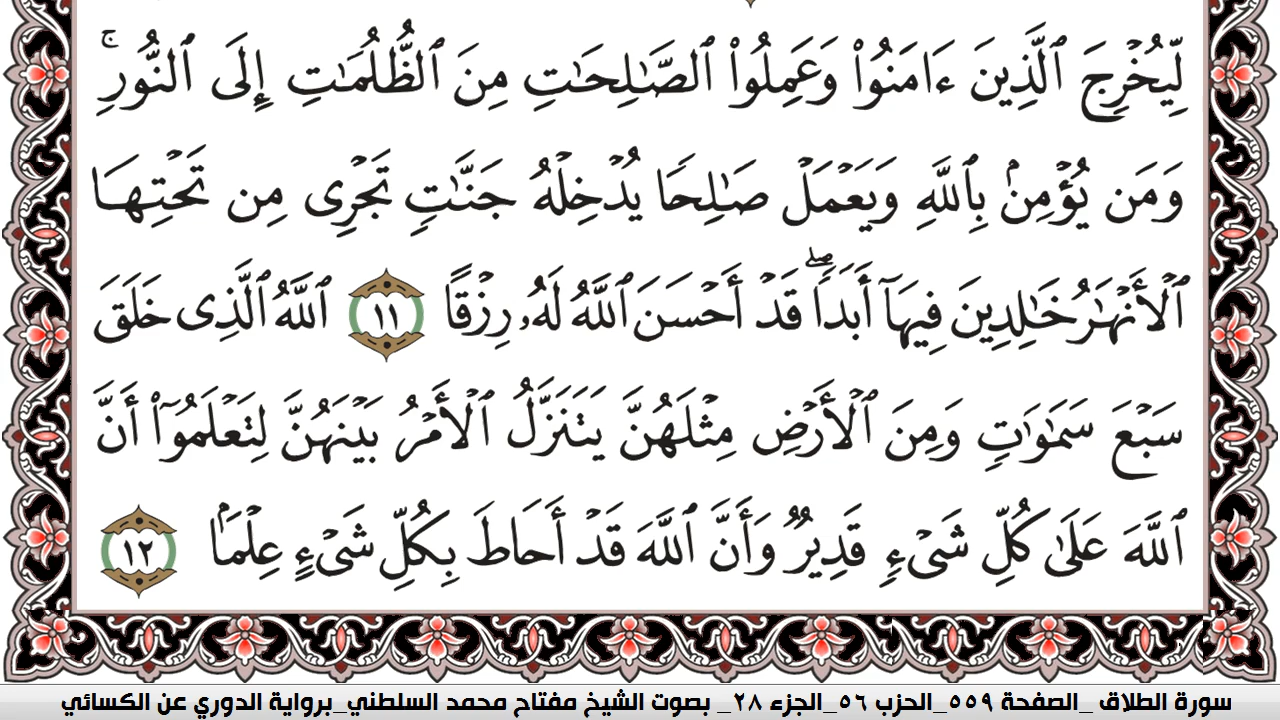 لِّيُخْرِجَ ٱلَّذِينَ ءَامَنُوا۟ وَعَمِلُوا۟ ٱلصَّـٰلِحَـٰتِ مِنَ ٱلظُّلُمَـٰتِ إِلَى ٱلنُّورِ ۚ
وَمَن يُؤْمِنۢ بِٱللَّهِ وَيَعْمَلْ صَـٰلِحًا يُدْخِلْهُ جَنَّـٰتٍ تَجْرِى مِن تَحْتِهَا
ٱلْأَنْهَـٰرُ خَـٰلِدِينَ فِيهَآ أَبَدًا ۖ قَدْ أَحْسَنَ ٱللَّهُ لَهُۥ رِزْقًا ١١ ٱللَّهُ ٱلَّذِى خَلَقَ
سَبْعَ سَمَـٰوَٰتٍ وَمِنَ ٱلْأَرْضِ مِثْلَهُنَّ يَتَنَزَّلُ ٱلْأَمْرُ بَيْنَهُنَّ لِتَعْلَمُوٓا۟ أَنَّ
ٱللَّهَ عَلَىٰ كُلِّ شَىْءٍ قَدِيرٌ وَأَنَّ ٱللَّهَ قَدْ أَحَاطَ بِكُلِّ شَىْءٍ عِلْمًۢا ١٢
سورة الطلاق _الصفحة ٥٥٩_الحزب ٥٦_الجزء ٢٨_ بصوت الشيخ مفتاح محمد السلطني_برواية الدوري عن الكسائي